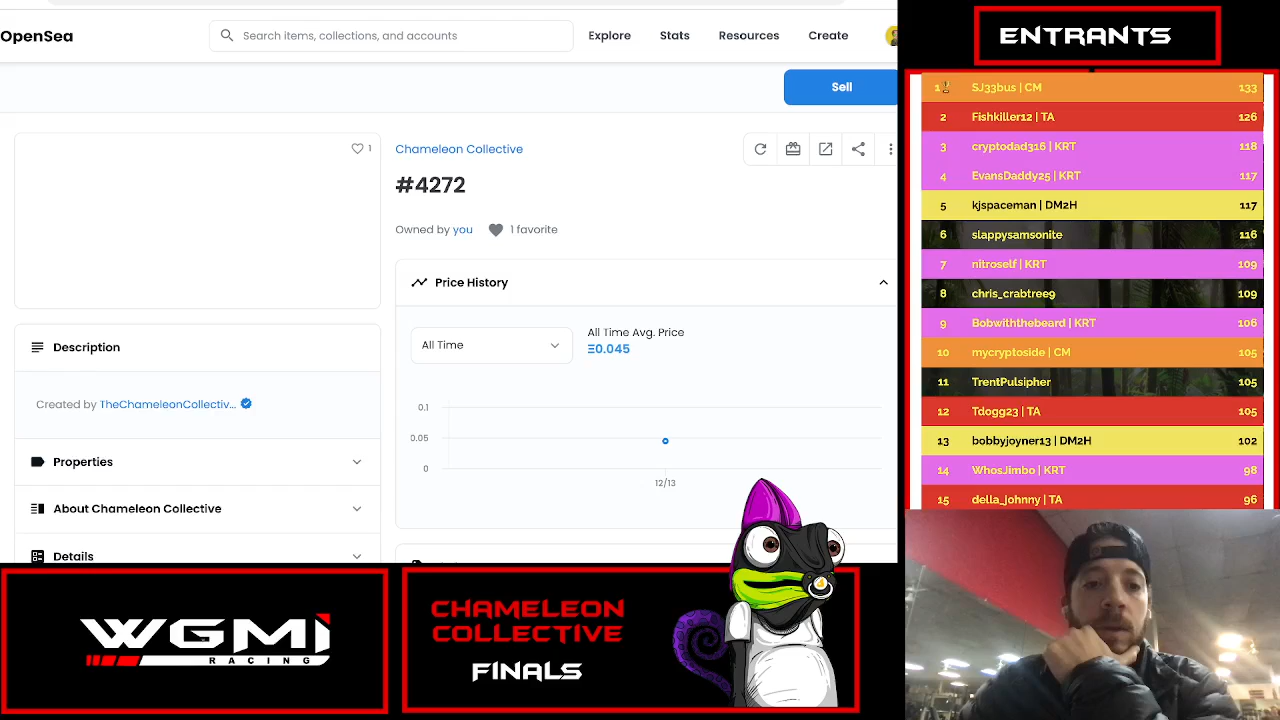 OpenSea
Search items, collections, and accounts
Explore
Stats
Resources
Create
Sell
1
Chameleon Collective
#4272
Owned by you
1 favorite
Price History
All Time
All Time Avg. Price
Ξ0.045
0.1
0.05
0
12/13
Description
Created by TheChameleonCollectiv...
Properties
About Chameleon Collective
Details
WGMI
RACING
CHAMELEON
COLLECTIVE
FINALS
ENTRANTS
1 SJ33bus | CM 133
2 Fishkiller12 | TA 126
3 cryptodad316 | KRT 118
4 EvansDaddy25 | KRT 117
5 kjspaceman | DM2H 117
6 slappysamsonite 116
7 nitroself | KRT 109
8 chris_crabtree9 109
9 Bobwiththebeard | KRT 106
10 mycryptoside | CM 105
11 TrentPulsipher 105
12 Tdogg23 | TA 105
13 bobbyjoyner13 | DM2H 102
14 WhosJimbo | KRT 98
15 della_johnny | TA 96